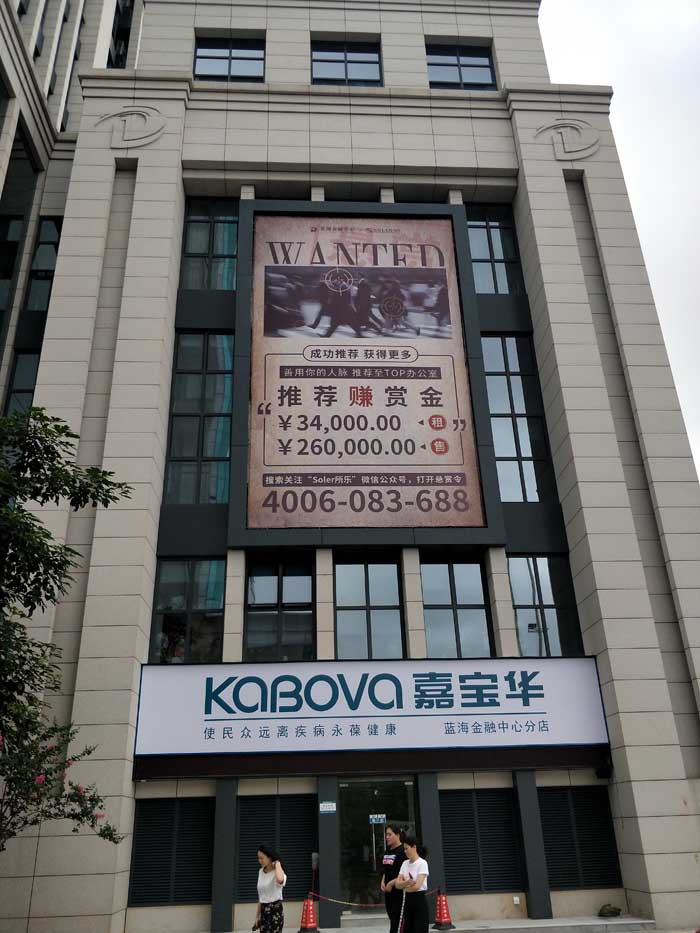 WANTED
成功推荐 获得更多
善用你的人脉 推荐至TOP办公室
推荐赚赏金
“ ¥34,000.00 租 ”
¥260,000.00 售
搜索关注“Soler所乐”微信公众号，打开悬赏令
4006-083-688
KABOVA 嘉宝华
使民众远离疾病永葆健康 蓝海金融中心分店